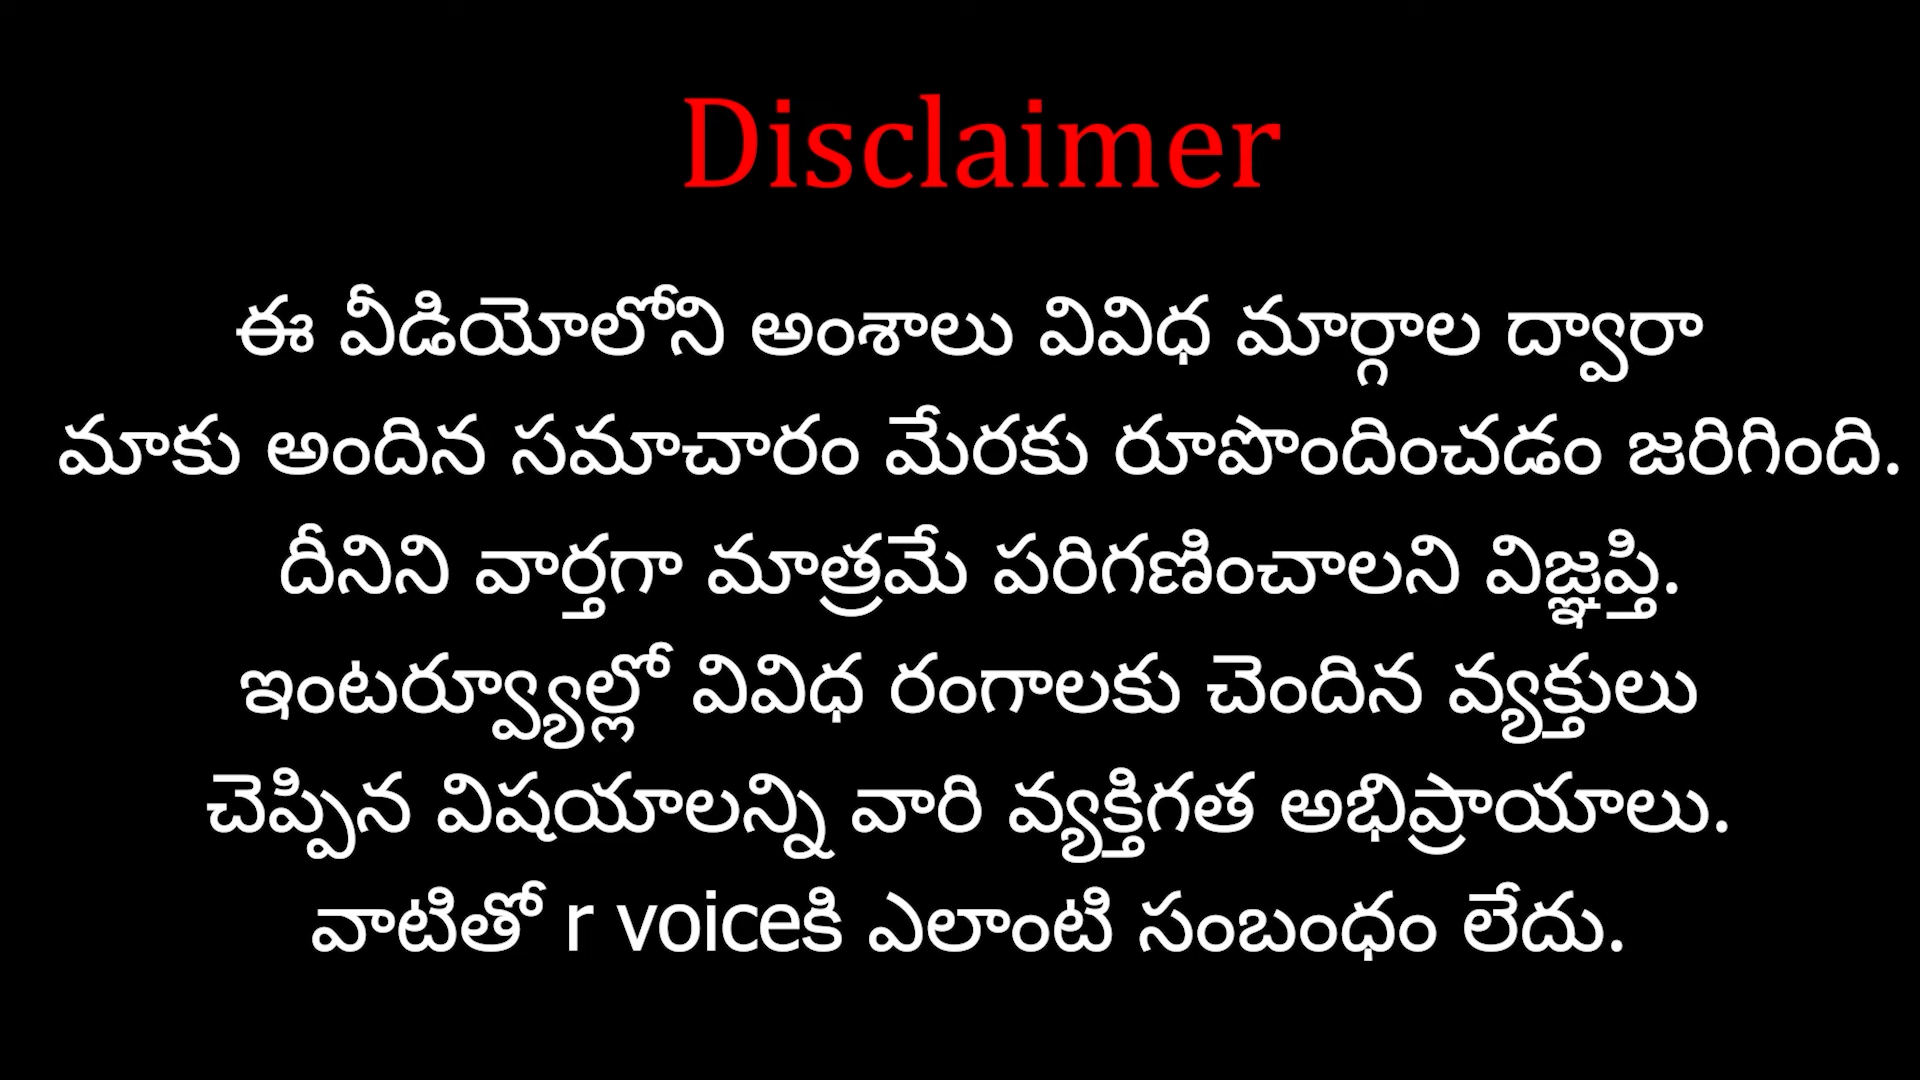 Disclaimer
ఈ వీడియోలోని అంశాలు వివిధ మార్గాల ద్వారా
మాకు అందిన సమాచారం మేరకు రూపొందించడం జరిగింది.
దీనిని వార్తగా మాత్రమే పరిగణించాలని విజ్ఞప్తి.
ఇంటర్వ్యూల్లో వివిధ రంగాలకు చెందిన వ్యక్తులు
చెప్పిన విషయాలన్ని వారి వ్యక్తిగత అభిప్రాయాలు.
వాటితో r voiceకి ఎలాంటి సంబంధం లేదు.